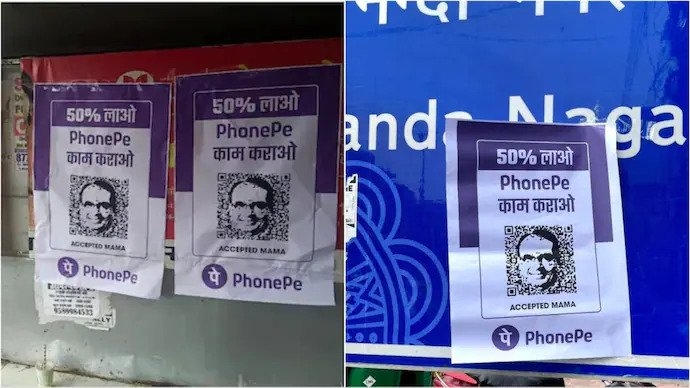 50% लाओ
PhonePe
काम कराओ
ACCEPTED MAMA
पे PhonePe
50% लाओ
PhonePe
काम कराओ
ACCEPTED MAMA
पे PhonePe
9589984533
anda Naga
50% लाओ
PhonePe
काम कराओ
ACCEPTED MAMA
पे PhonePe